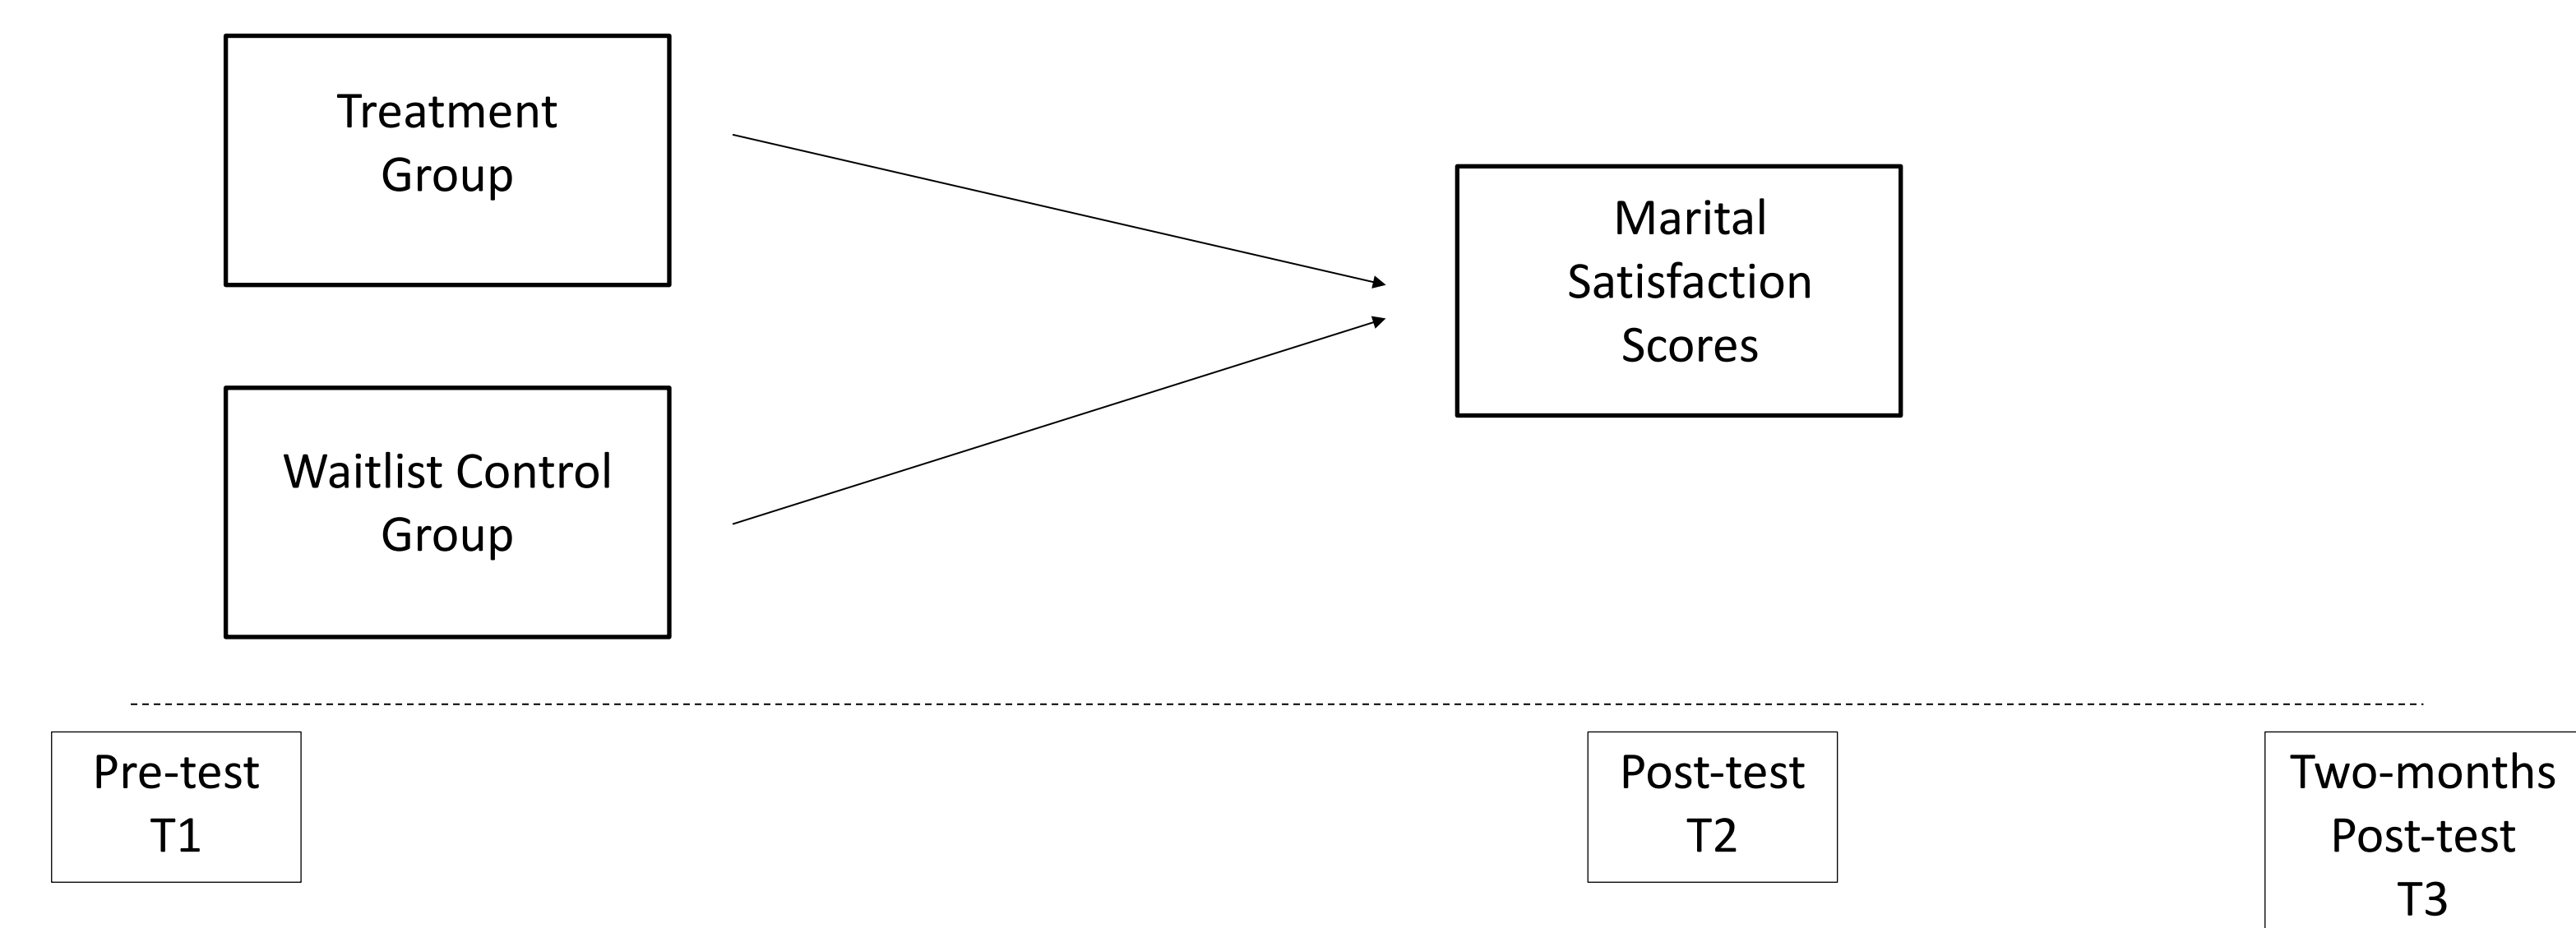 Treatment
Group
Marital
Satisfaction
Scores
Waitlist Control
Group
Pre-test
T1
Post-test
T2
Two-months
Post-test
T3